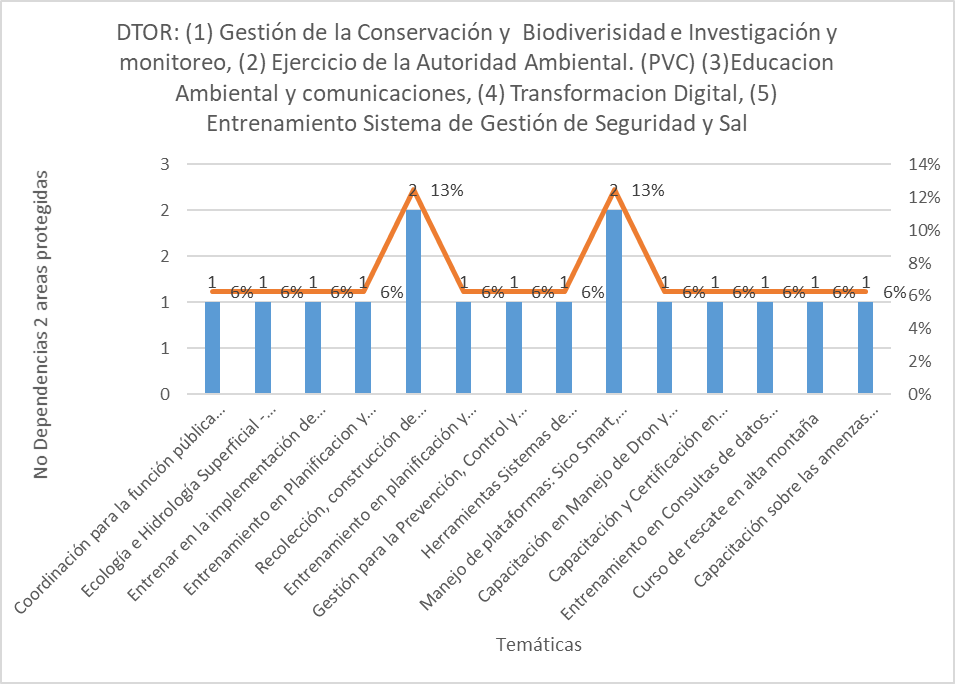 DTOR: (1) Gestión de la Conservación y Biodiverisidad e Investigación y
monitoreo, (2) Ejercicio de la Autoridad Ambiental. (PVC) (3)Educacion
Ambiental y comunicaciones, (4) Transformacion Digital, (5)
Entrenamiento Sistema de Gestión de Seguridad y Sal
No Dependencias 2 areas protegidas
3
2
2
1
1
0
14%
12%
10%
8%
6%
4%
2%
0%
1 6% 1 6% 1 6% 1 6% 2 13% 1 6% 1 6% 1 6% 2 13% 1 6% 1 6% 1 6% 1 6% 1 6%
Coordinación para la función pública...
Ecología e Hidrología Superficial -...
Entrenar en la implementación de...
Entrenamiento en Planificacion y...
Recolección, construcción de...
Entrenamiento en planificación y...
Gestión para la Prevención, Control y...
Herramientas Sistemas de...
Manejo de plataformas: Sico Smart,...
Capacitación en Manejo de Dron y...
Capacitación y Certificación en...
Entrenamiento en Consultas de datos...
Curso de rescate en alta montaña
Capacitación sobre las amenzas...
Temáticas